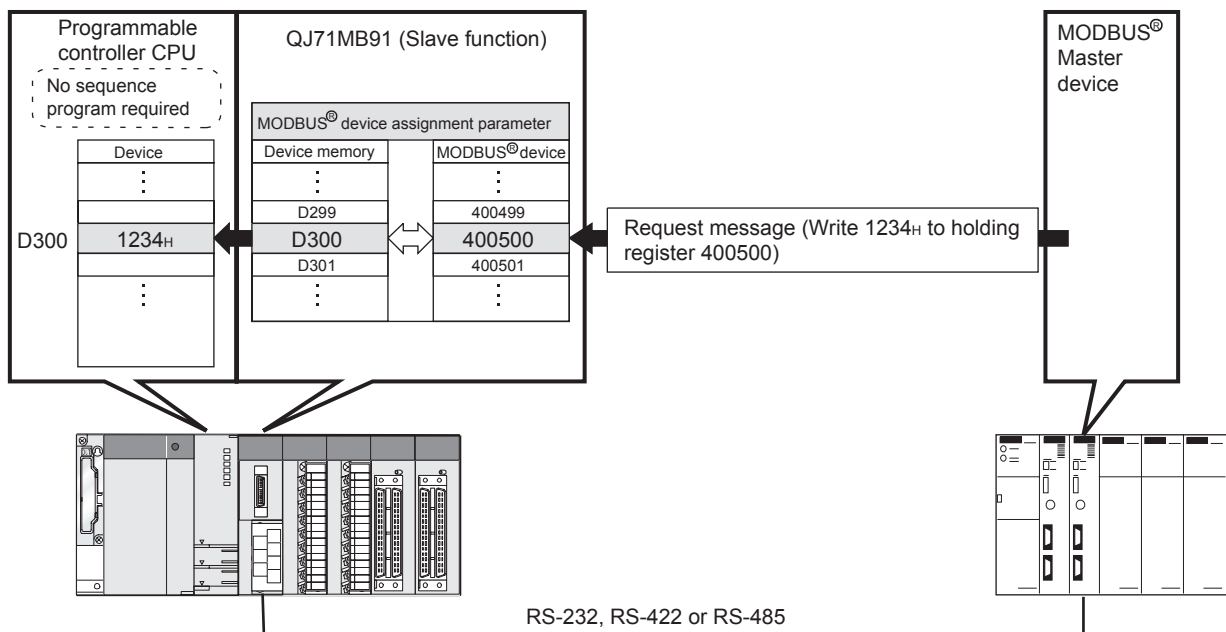 Programmable
controller CPU
No sequence
program required
Device
D300
1234H
QJ71MB91 (Slave function)
MODBUS® device assignment parameter
Device memory
MODBUS® device
D299
400499
D300
400500
D301
400501
Request message (Write 1234H to holding
register 400500)
MODBUS®
Master
device
RS-232, RS-422 or RS-485